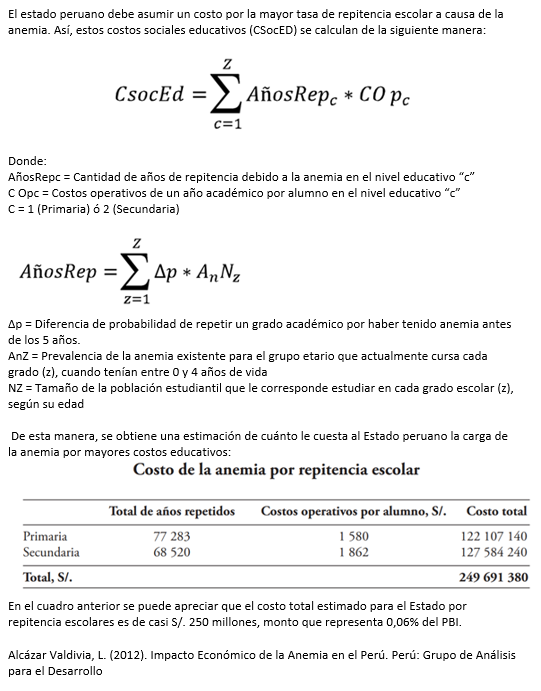 El estado peruano debe asumir un costo por la mayor tasa de repitencia escolar a causa de la
anemia. Así, estos costos sociales educativos (CSocED) se calculan de la siguiente manera:
Z
CsocEd = ∑ AñosRepc * CO pc
c=1
Donde:
AñosRepc = Cantidad de años de repitencia debido a la anemia en el nivel educativo “c”
C Opc = Costos operativos de un año académico por alumno en el nivel educativo “c”
C = 1 (Primaria) ó 2 (Secundaria)
Z
AñosRep = ∑ Δp * AnNz
z=1
Δp = Diferencia de probabilidad de repetir un grado académico por haber tenido anemia antes
de los 5 años.
AnZ = Prevalencia de la anemia existente para el grupo etario que actualmente cursa cada
grado (z), cuando tenían entre 0 y 4 años de vida
NZ = Tamaño de la población estudiantil que le corresponde estudiar en cada grado escolar (z),
según su edad
De esta manera, se obtiene una estimación de cuánto le cuesta al Estado peruano la carga de
la anemia por mayores costos educativos:
Costo de la anemia por repitencia escolar
Total de años repetidos Costos operativos por alumno, S/. Costo total
Primaria 77 283 1 580 122 107 140
Secundaria 68 520 1 862 127 584 240
Total, S/. 249 691 380
En el cuadro anterior se puede apreciar que el costo total estimado para el Estado por
repitencia escolares es de casi S/. 250 millones, monto que representa 0,06% del PBI.
Alcázar Valdivia, L. (2012). Impacto Económico de la Anemia en el Perú. Perú: Grupo de Análisis
para el Desarrollo